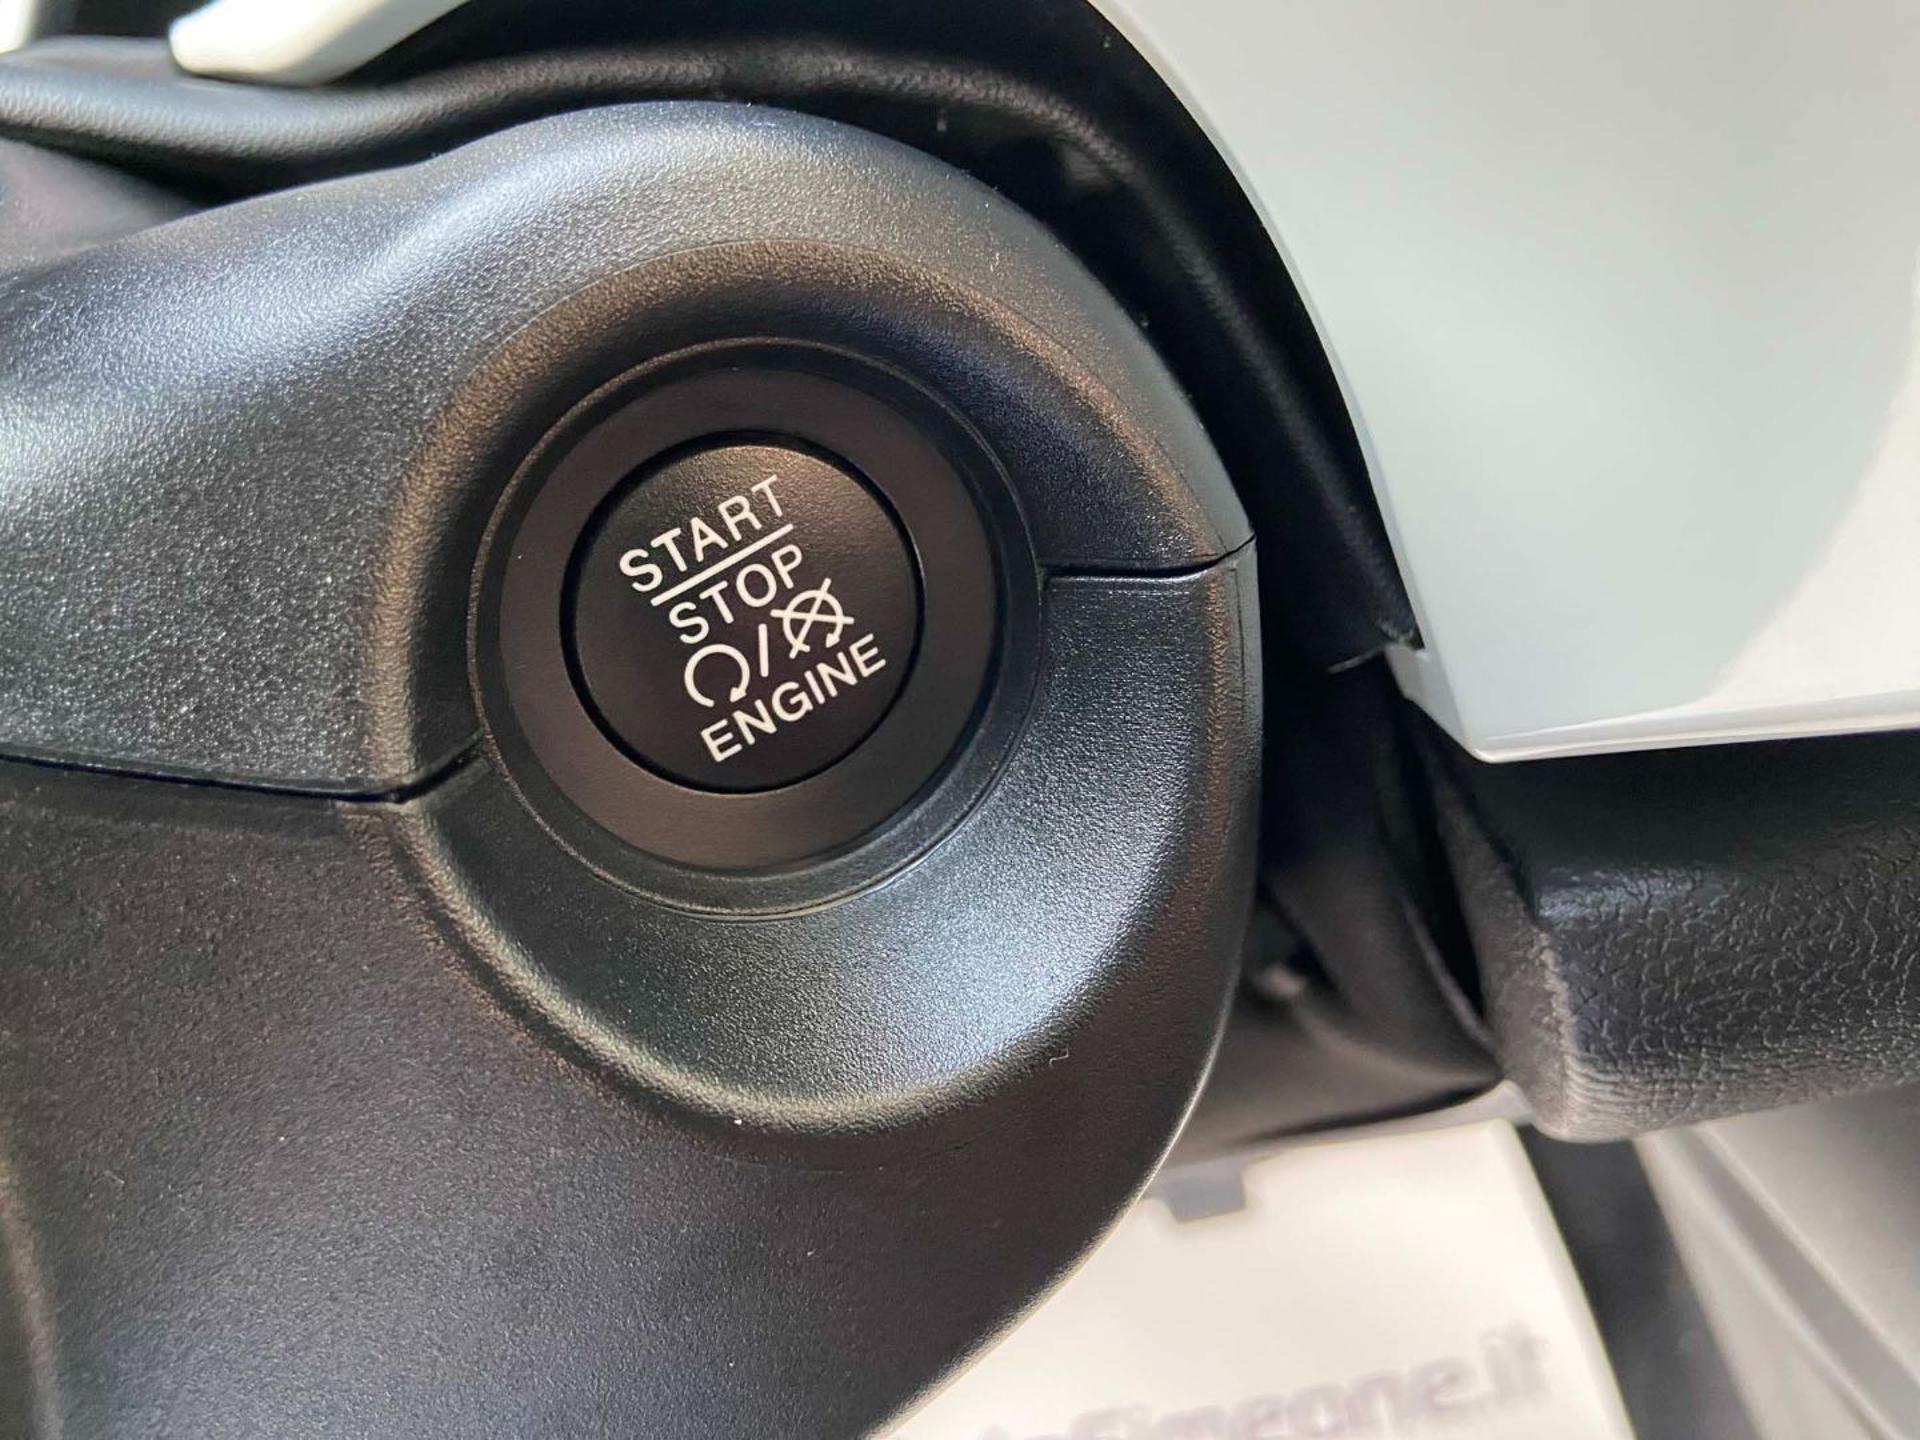 START
STOP
/
ENGINE